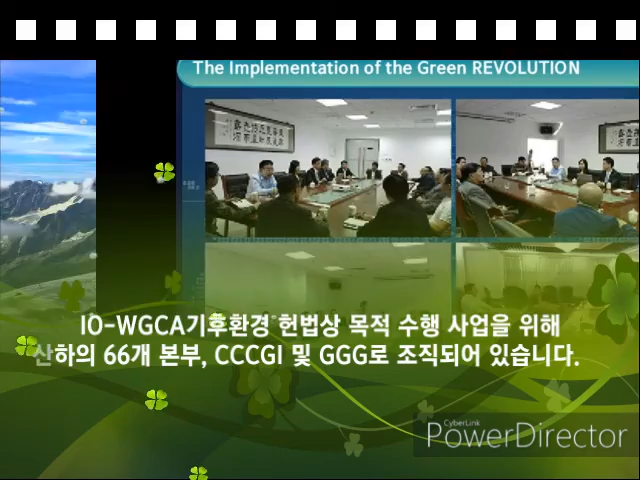 The Implementation of the Green REVOLUTION
IO-WGCA기후환경 헌법상 목적 수행 사업을 위해
산하의 66개 본부, CCCGI 및 GGG로 조직되어 있습니다.
CyberLink
PowerDirector